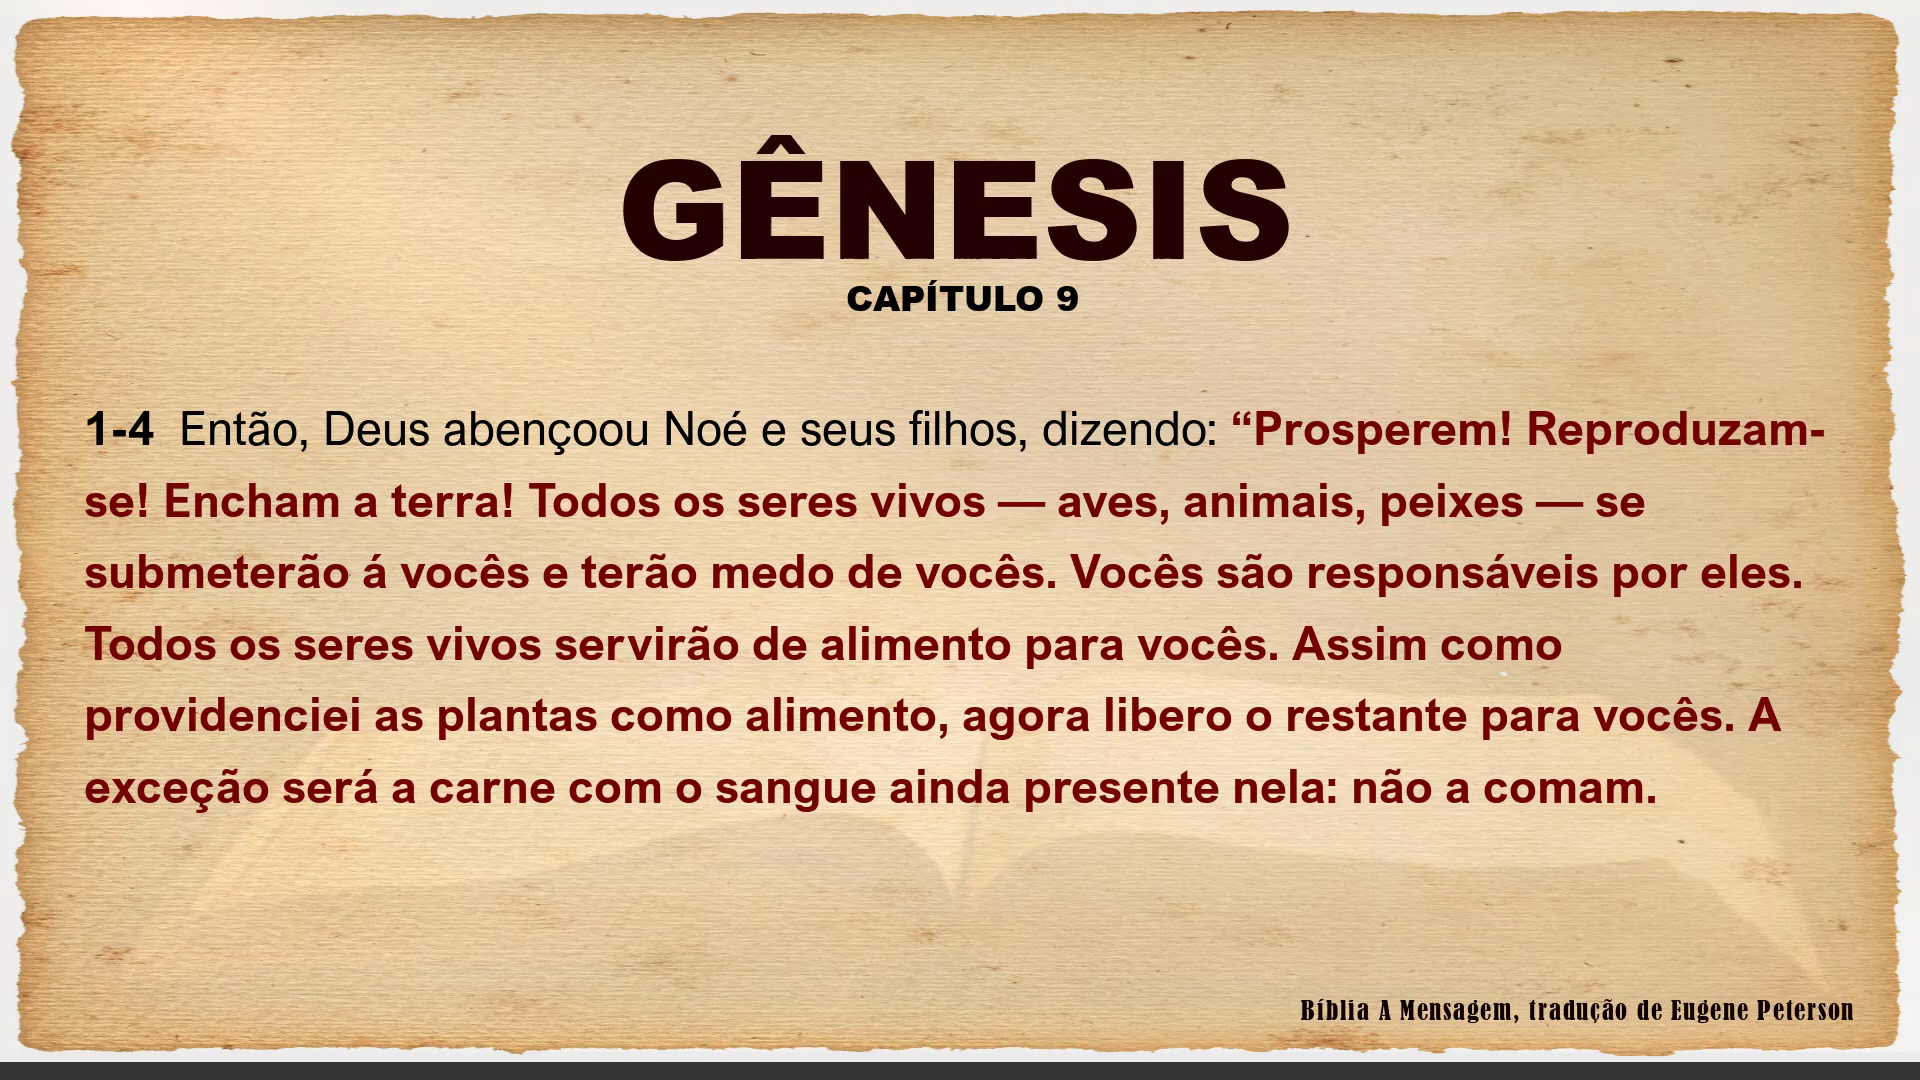 GÊNESIS
CAPÍTULO 9
1-4 Então, Deus abençoou Noé e seus filhos, dizendo: “Prosperem! Reproduzam-
se! Encham a terra! Todos os seres vivos — aves, animais, peixes — se
submeterão á vocês e terão medo de vocês. Vocês são responsáveis por eles.
Todos os seres vivos servirão de alimento para vocês. Assim como
providenciei as plantas como alimento, agora libero o restante para vocês. A
exceção será a carne com o sangue ainda presente nela: não a comam.
Bíblia A Mensagem, tradução de Eugene Peterson